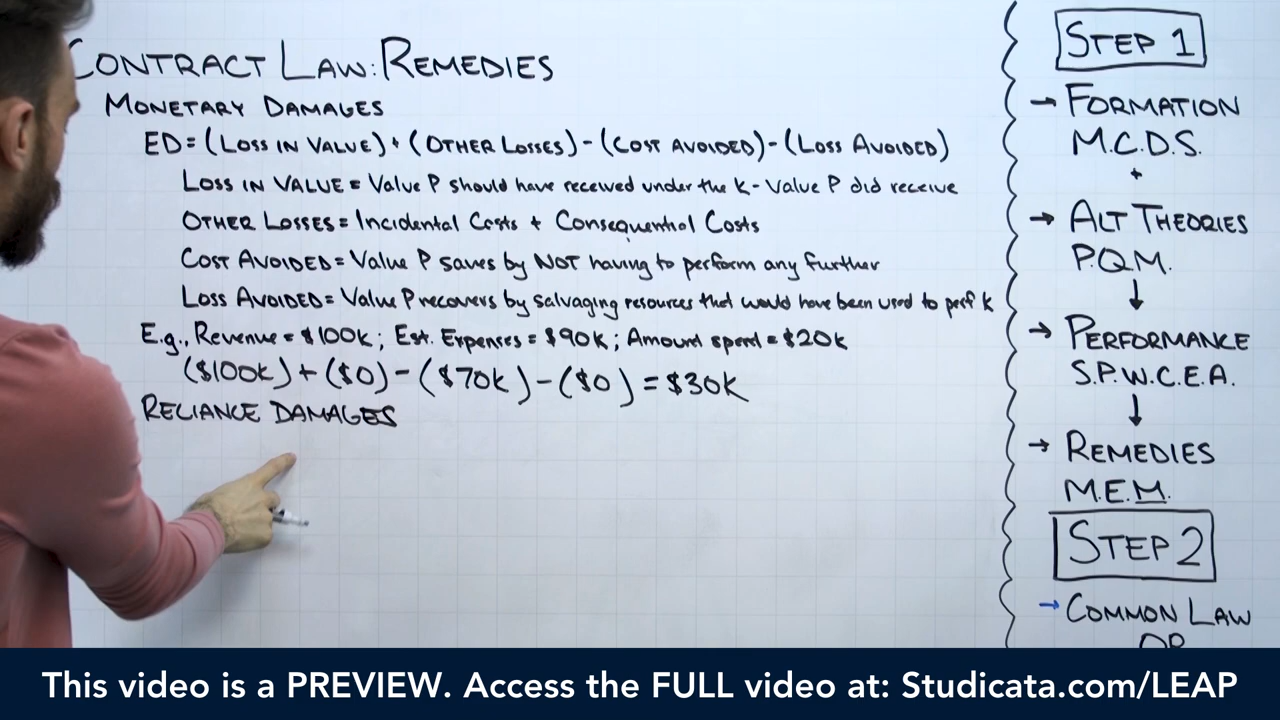 CONTRACT LAW: REMEDIES
MONETARY DAMAGES
ED = (LOSS IN VALUE) + (OTHER LOSSES) - (COST AVOIDED) - (LOSS AVOIDED)
LOSS IN VALUE = Value P should have received under the K - Value P did receive
OTHER LOSSES = Incidental Costs + Consequential Costs
COST AVOIDED = Value P saves by NOT having to perform any further
LOSS AVOIDED = Value P recovers by salvaging resources that would have been used to perf K
E.g., Revenue = $100K; Est. Expenses = $90K; Amount spend = $20K
($100K) + ($0) - ($70K) - ($0) = $30K
RELIANCE DAMAGES
STEP 1
→ FORMATION
M.C.D.S.
+
→ ALT THEORIES
P.Q.M.
↓
→ PERFORMANCE
S.P.W.C.E.A.
↓
→ REMEDIES
M.E.M.
STEP 2
→ COMMON LAW
OR
This video is a PREVIEW. Access the FULL video at: Studicata.com/LEAP